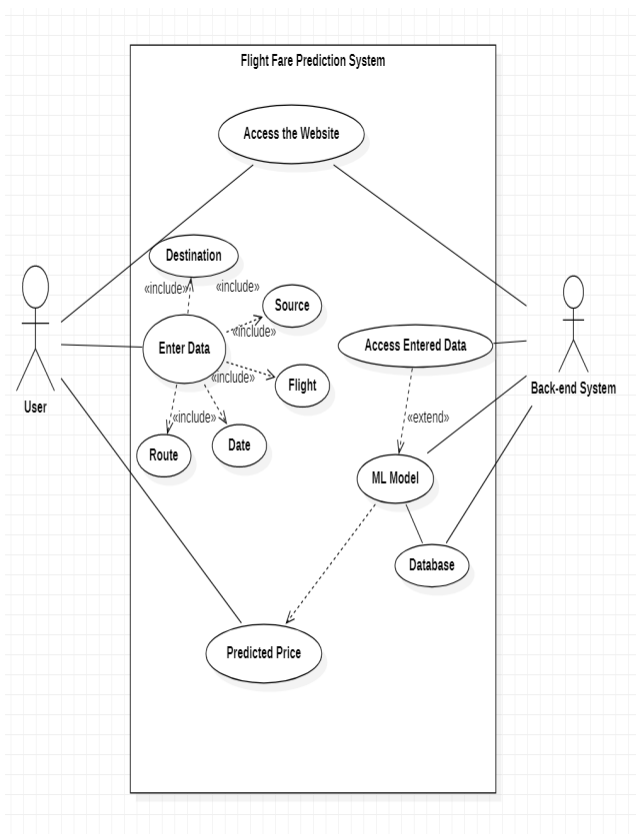 Flight Fare Prediction System
Access the Website
Destination
«include»
«include»
Source
«include»
Enter Data
Access Entered Data
«include»
Flight
User
Back-end System
«include»
«extend»
Route
Date
ML Model
Database
Predicted Price